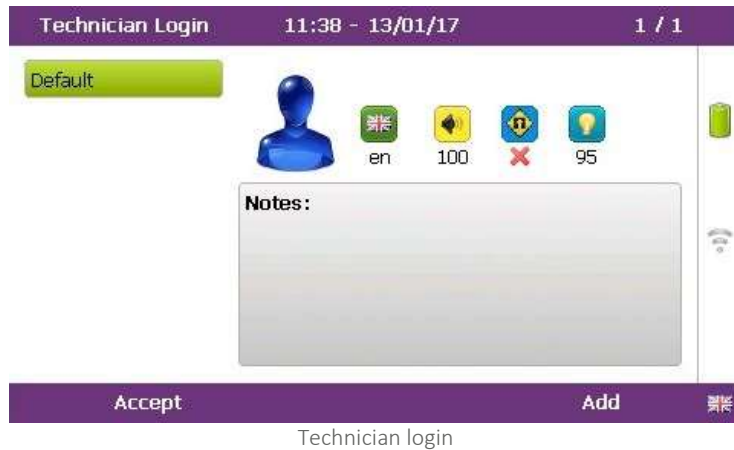 Technician Login 11:38 - 13/01/17 1 / 1
Default
en 100 95
Notes:
Accept Add
Technician login